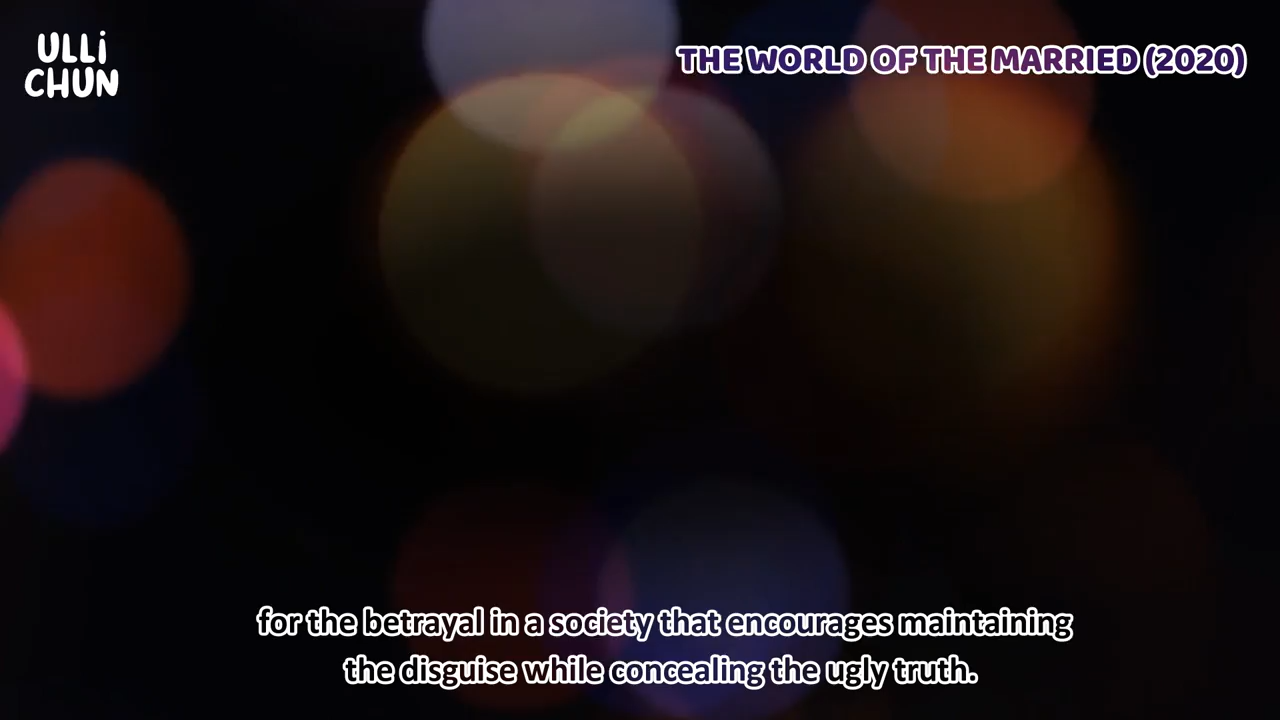 ULLi
CHUN
THE WORLD OF THE MARRIED (2020)
for the betrayal in a society that encourages maintaining
the disguise while concealing the ugly truth.